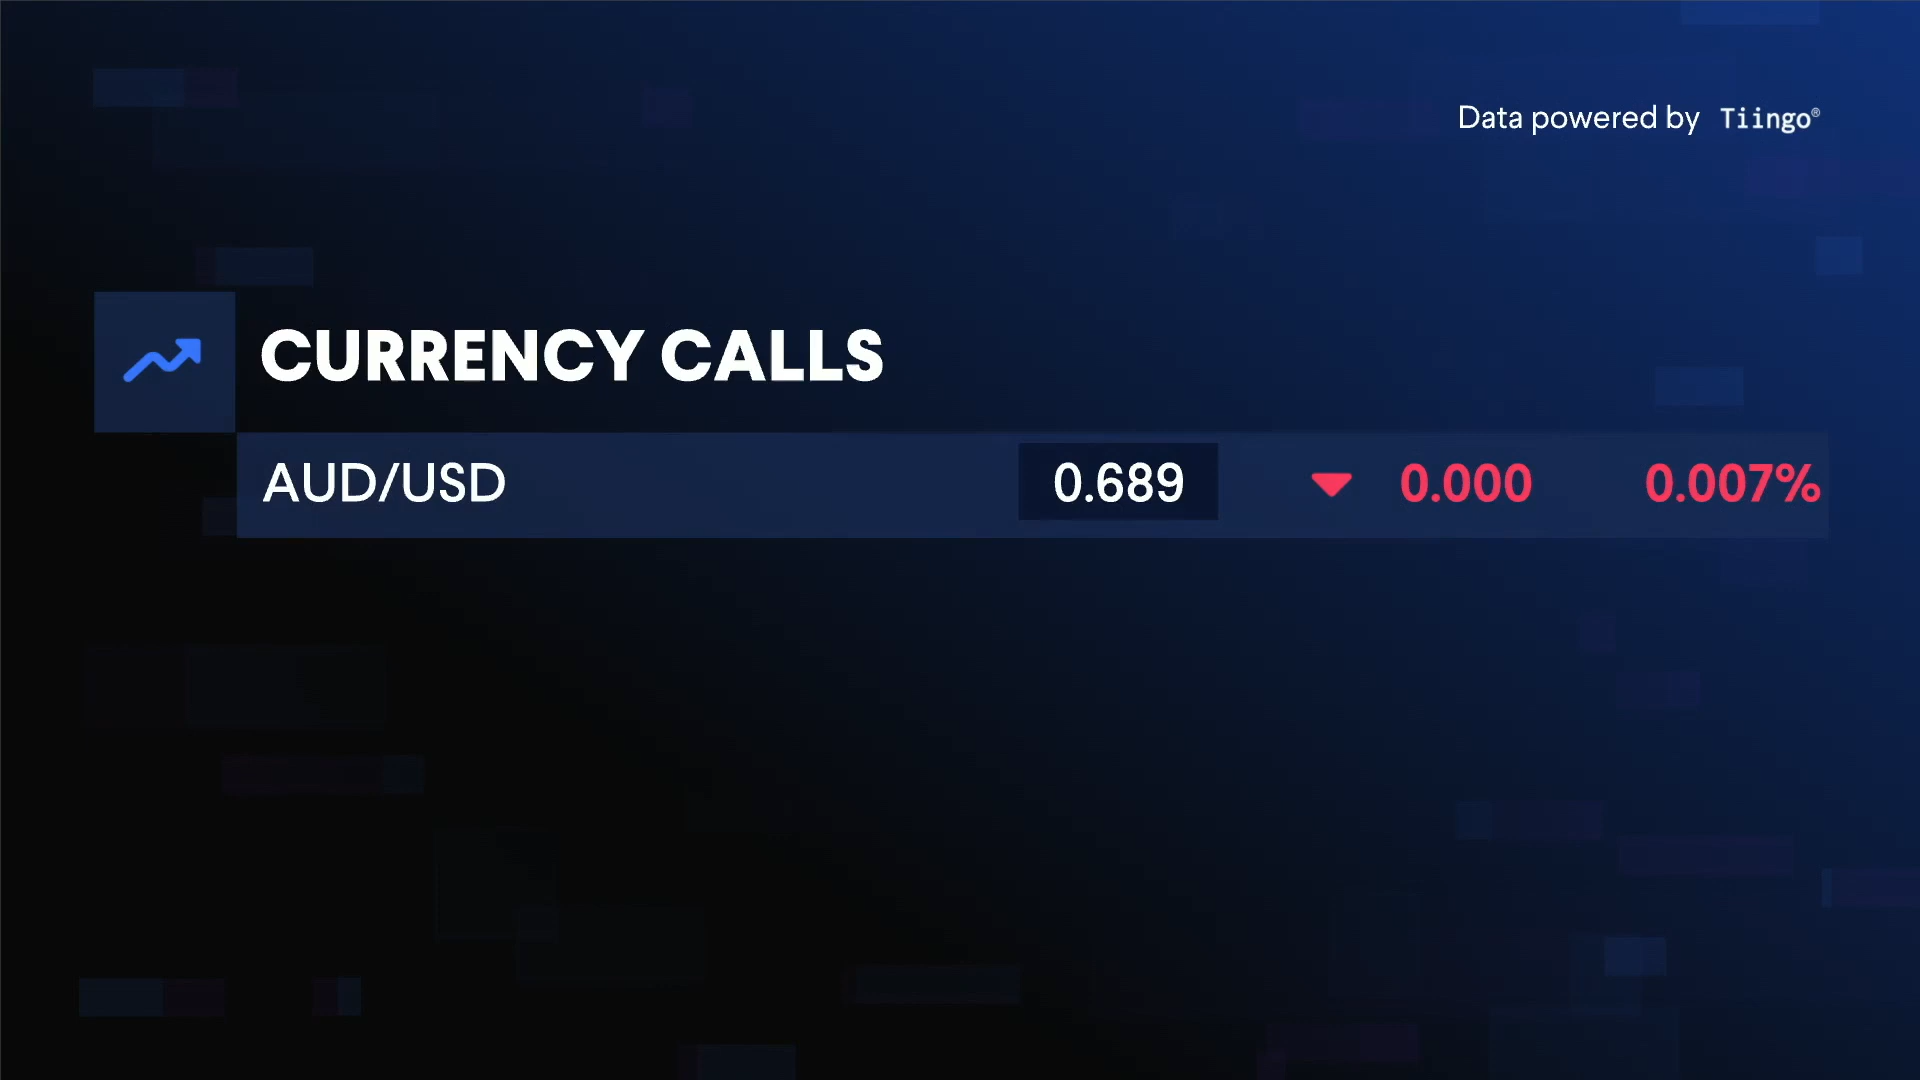 Data powered by Tiingo®
CURRENCY CALLS
AUD/USD 0.689 ▼ 0.000 0.007%